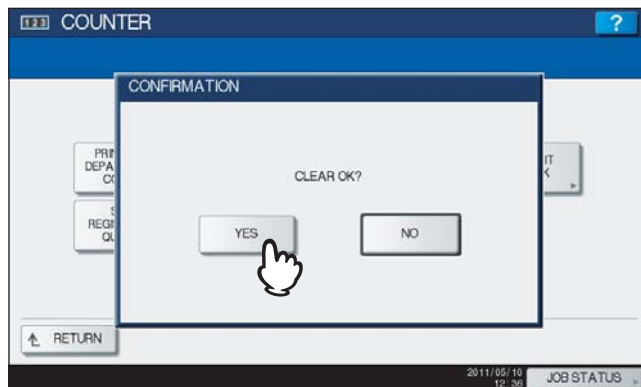 123 COUNTER ?
CONFIRMATION
CLEAR OK?
YES NO
RETURN
2011/05/10
12:36
JOB STATUS